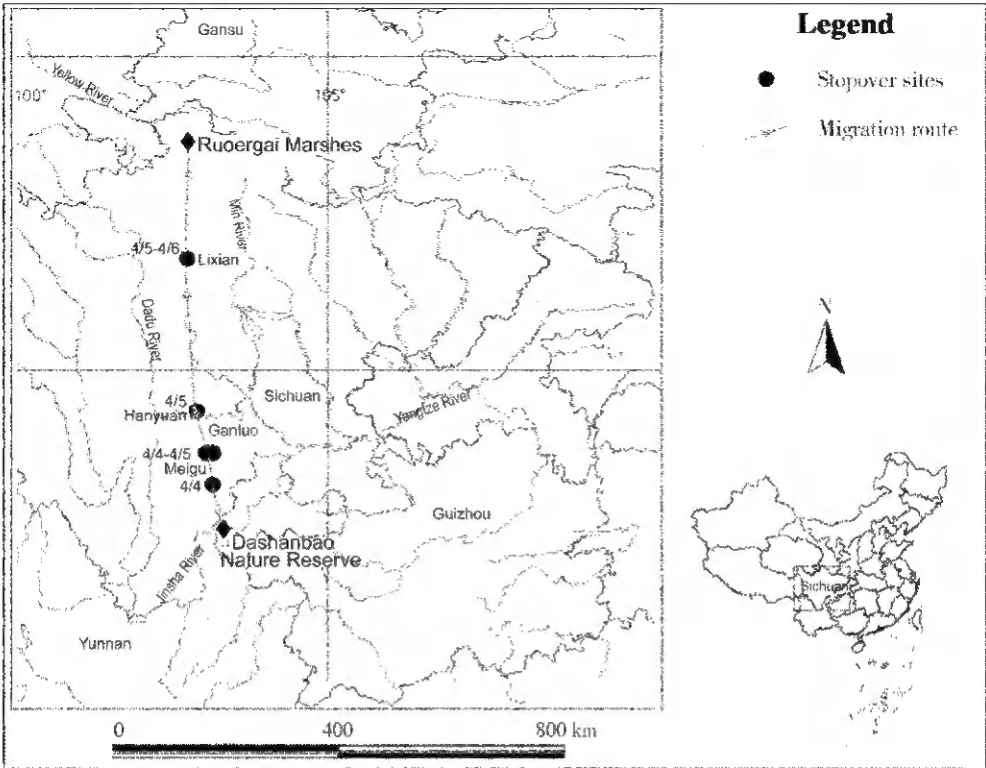 Legend
Stopover sites
Migration route
Gansu
Yellow River
100°
105°
Ruoergai Marshes
Min River
4/5-4/6
Lixian
Dadu River
Sichuan
4/5
Hanyuan
Yangtze River
Ganluo
4/4-4/5
Meigu
4/4
Guizhou
Dashanbao
Nature Reserve
Jinsha River
Yunnan
N
Sichuan
0 400 800 km